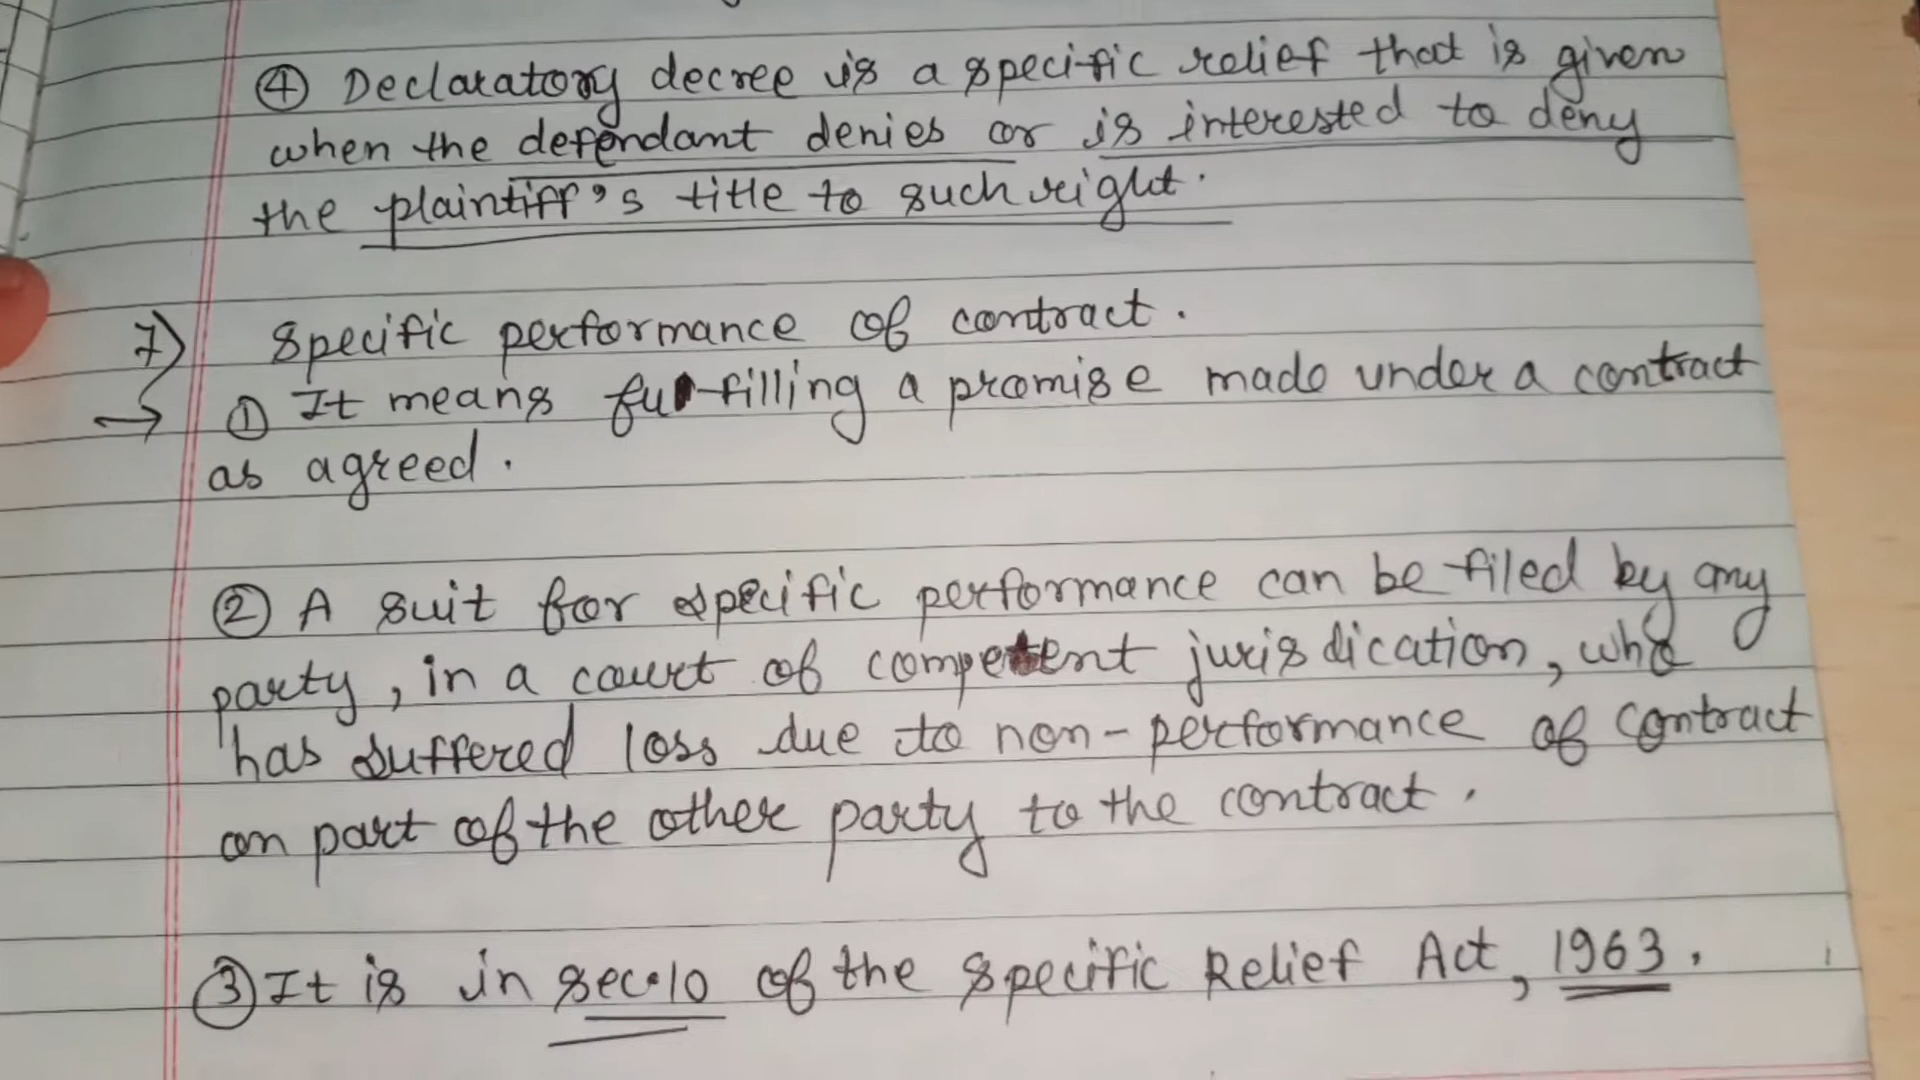 ④ Declaratory decree is a specific relief that is given
when the defendant denies or is interested to deny
the plaintiff's title to such right.
7) Specific performance of contract.
→ ① It means fulfilling a promise made under a contract
as agreed.
② A suit for specific performance can be filed by any
party, in a court of competent jurisdication, who
has suffered loss due to non-performance of contract
on part of the other party to the contract.
③ It is in sec.10 of the Specific Relief Act, 1963.